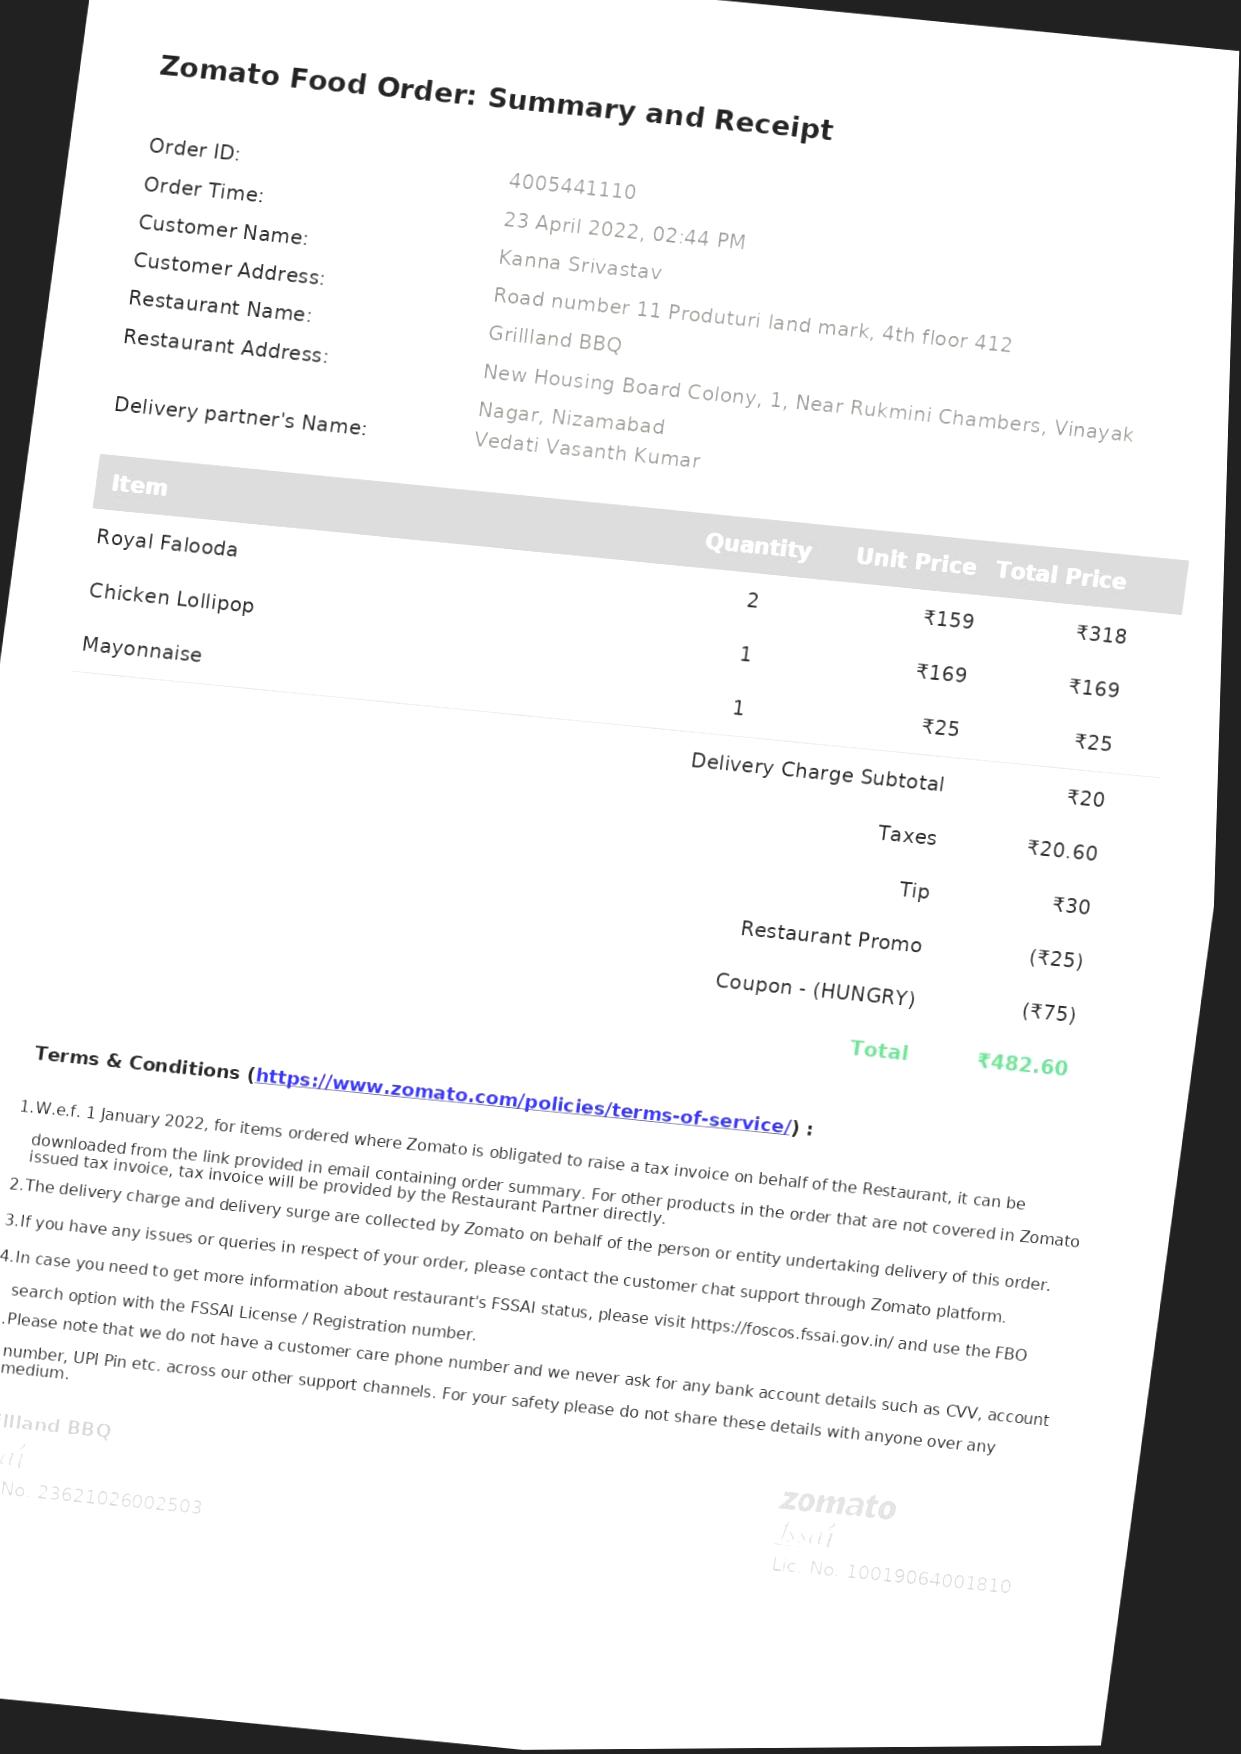 Zomato Food Order: Summary and Receipt
Order ID: 4005441110
Order Time: 23 April 2022, 02:44 PM
Customer Name: Kanna Srivastav
Customer Address: Road number 11 Produturi land mark, 4th floor 412
Restaurant Name: Grillland BBQ
Restaurant Address: New Housing Board Colony, 1, Near Rukmini Chambers, Vinayak
Nagar, Nizamabad
Delivery partner's Name: Vedati Vasanth Kumar
Item Quantity Unit Price Total Price
Royal Falooda 2 ₹159 ₹318
Chicken Lollipop 1 ₹169 ₹169
Mayonnaise 1 ₹25 ₹25
Delivery Charge Subtotal ₹20
Taxes ₹20.60
Tip ₹30
Restaurant Promo (₹25)
Coupon - (HUNGRY) (₹75)
Total ₹482.60
Terms & Conditions (https://www.zomato.com/policies/terms-of-service/) :
1.W.e.f. 1 January 2022, for items ordered where Zomato is obligated to raise a tax invoice on behalf of the Restaurant, it can be
downloaded from the link provided in email containing order summary. For other products in the order that are not covered in Zomato
issued tax invoice, tax invoice will be provided by the Restaurant Partner directly.
2.The delivery charge and delivery surge are collected by Zomato on behalf of the person or entity undertaking delivery of this order.
3.If you have any issues or queries in respect of your order, please contact the customer chat support through Zomato platform.
4.In case you need to get more information about restaurant's FSSAI status, please visit https://foscos.fssai.gov.in/ and use the FBO
search option with the FSSAI License / Registration number.
.Please note that we do not have a customer care phone number and we never ask for any bank account details such as CVV, account
number, UPI Pin etc. across our other support channels. For your safety please do not share these details with anyone over any
medium.
illland BBQ
No. 23621026002503
zomato
fssai
Lic. No. 10019064001810